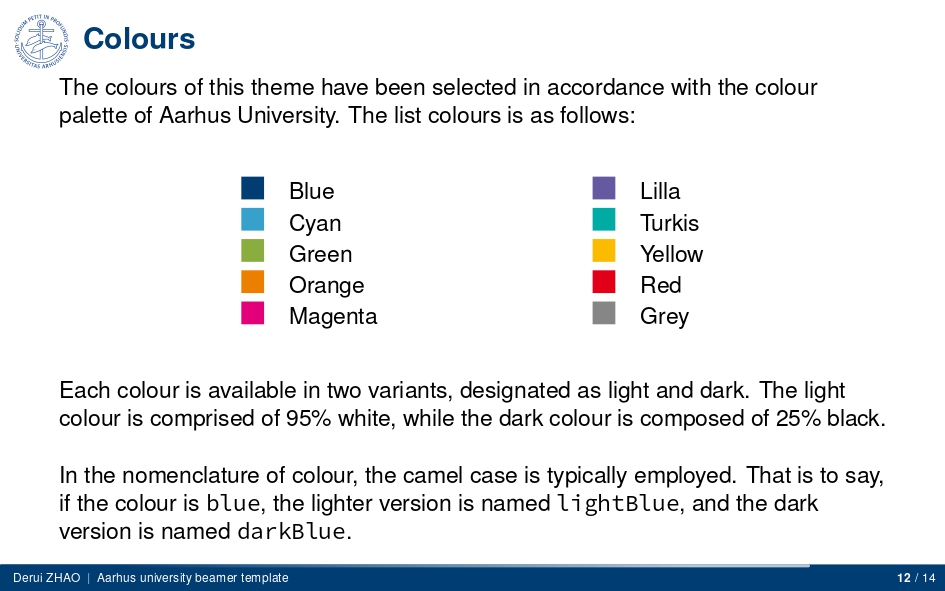 SOLIDUM PETIT IN PROFUNDIS
UNIVERSITAS ARHUSIENSIS
Colours
The colours of this theme have been selected in accordance with the colour
palette of Aarhus University. The list colours is as follows:
Blue
Cyan
Green
Orange
Magenta
Lilla
Turkis
Yellow
Red
Grey
Each colour is available in two variants, designated as light and dark. The light
colour is comprised of 95% white, while the dark colour is composed of 25% black.
In the nomenclature of colour, the camel case is typically employed. That is to say,
if the colour is blue, the lighter version is named lightBlue, and the dark
version is named darkBlue.
Derui ZHAO | Aarhus university beamer template
12 / 14